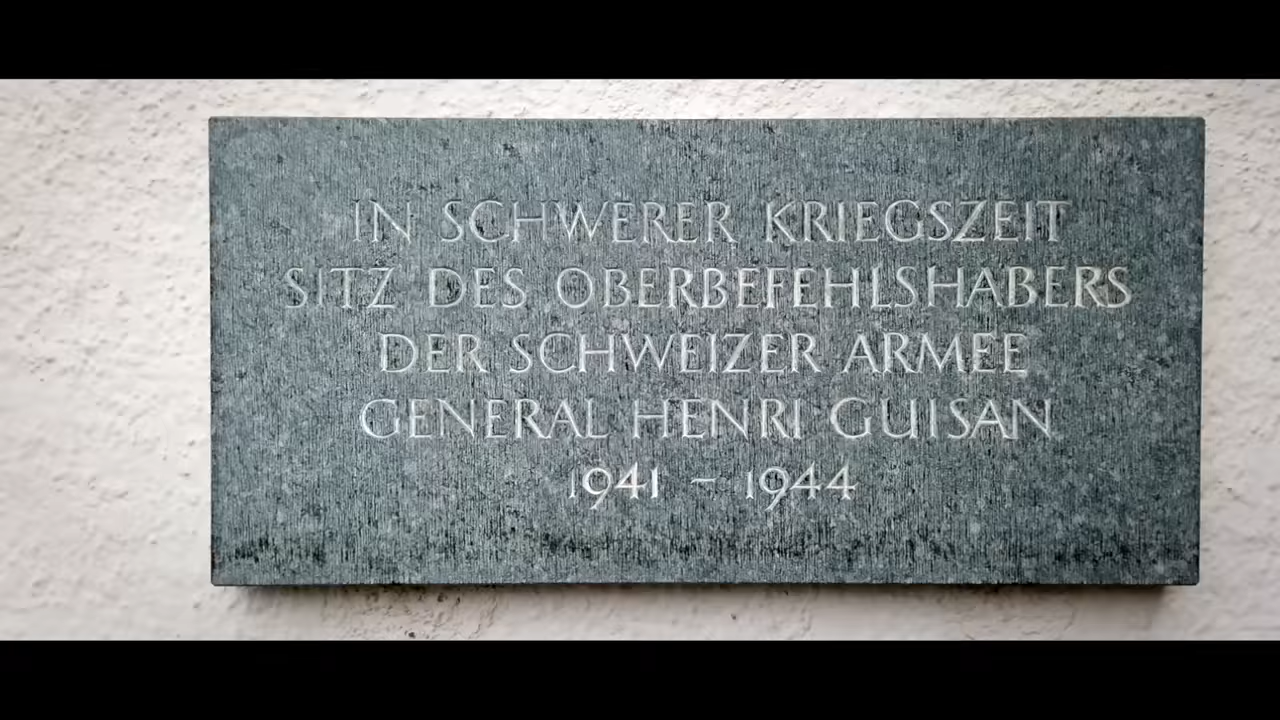 IN SCHWERER KRIEGSZEIT
SITZ DES OBERBEFEHLSHABERS
DER SCHWEIZER ARMEE
GENERAL HENRI GUISAN
1941 - 1944